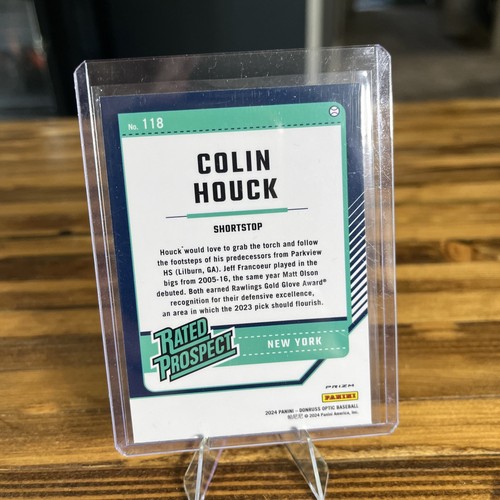 No. 118
COLIN
HOUCK
SHORTSTOP
Houck would love to grab the torch and follow
the footsteps of his predecessors from Parkview
HS (Lilburn, GA). Jeff Francoeur played in the
bigs from 2005-16, the same year Matt Olson
debuted. Both earned Rawlings Gold Glove Award®
recognition for their defensive excellence,
an area in which the 2023 pick should flourish.
RATED
PROSPECT
NEW YORK
PRIZM
PANINI
2024 PANINI – DONRUSS OPTIC BASEBALL
© 2024 Panini America, Inc.